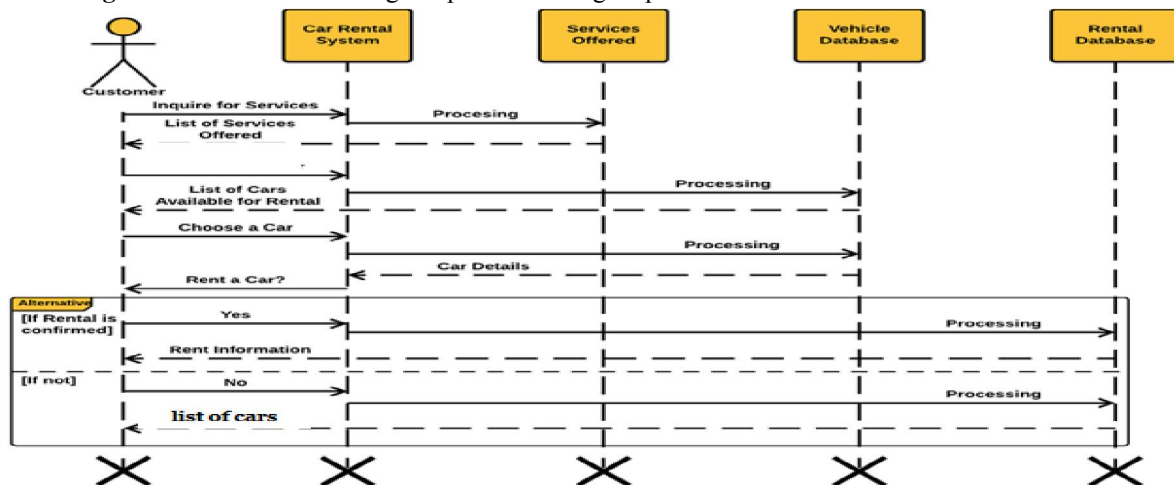 Car Rental
System
Services
Offered
Vehicle
Database
Rental
Database
Customer
Inquire for Services
Procesing
List of Services
Offered
Processing
List of Cars
Available for Rental
Choose a Car
Processing
Car Details
Rent a Car?
Alternative
[If Rental is
confirmed]
Yes
Processing
Rent Information
[If not]
No
Processing
list of cars